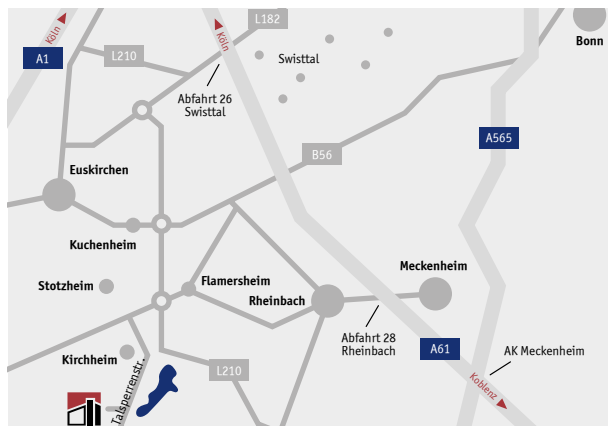 L182
Köln
Köln
Bonn
A1
L210
Swisttal
Abfahrt 26
Swisttal
A565
B56
Euskirchen
Kuchenheim
Meckenheim
Flamersheim
Stotzheim
Rheinbach
Abfahrt 28
Rheinbach
A61
AK Meckenheim
Kirchheim
L210
Koblenz
Talsperrenstr.